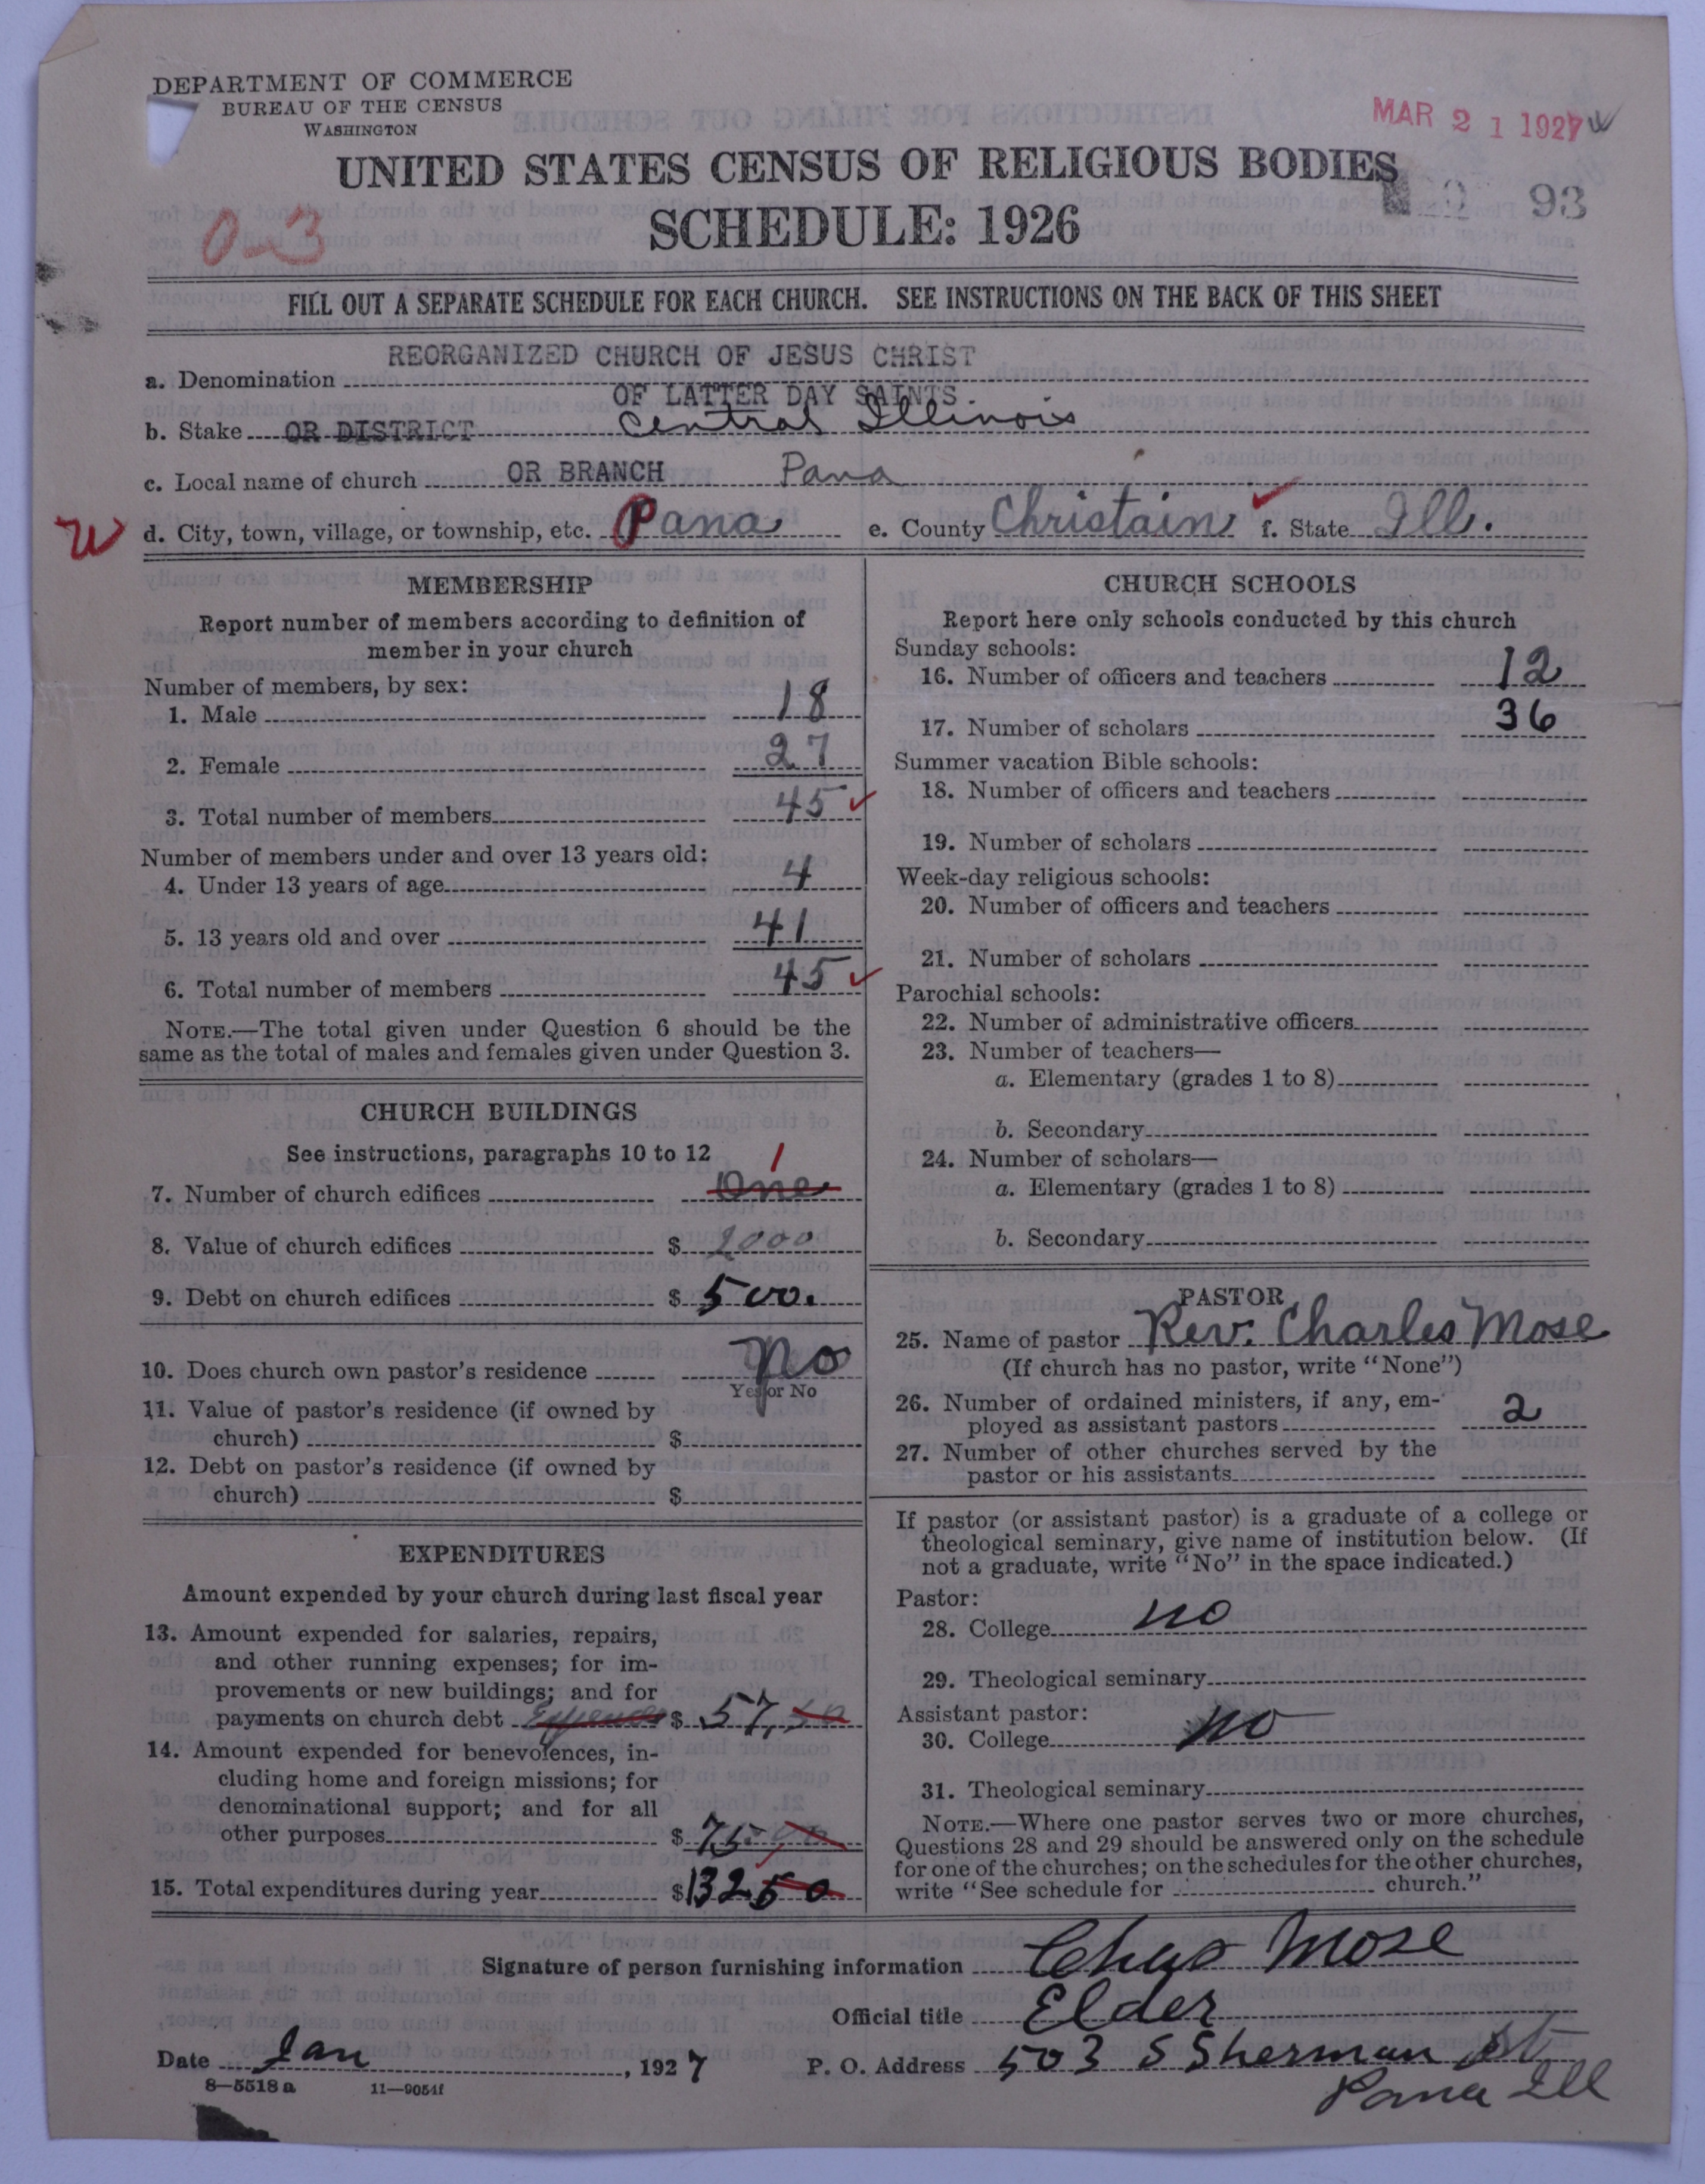 DEPARTMENT OF COMMERCE
BUREAU OF THE CENSUS
WASHINGTON
MAR 21 1927
UNITED STATES CENSUS OF RELIGIOUS BODIES
SCHEDULE: 1926
93
0-3
FILL OUT A SEPARATE SCHEDULE FOR EACH CHURCH. SEE INSTRUCTIONS ON THE BACK OF THIS SHEET
REORGANIZED CHURCH OF JESUS CHRIST
a. Denomination
OF LATTER DAY SAINTS.
b. Stake OR DISTRICT Central Illinois
c. Local name of church OR BRANCH Pana
W d. City, town, village, or township, etc. Pana e. County Christain f. State Ill.
MEMBERSHIP
Report number of members according to definition of
member in your church
Number of members, by sex:
1. Male 18
2. Female 27
3. Total number of members 45
Number of members under and over 13 years old:
4. Under 13 years of age 4
5. 13 years old and over 41
6. Total number of members 45
NOTE.—The total given under Question 6 should be the
same as the total of males and females given under Question 3.
CHURCH BUILDINGS
See instructions, paragraphs 10 to 12 1
7. Number of church edifices One
8. Value of church edifices $ 2000
9. Debt on church edifices $ 500.
10. Does church own pastor's residence No
Yes or No
11. Value of pastor's residence (if owned by
church) $
12. Debt on pastor's residence (if owned by
church) $
EXPENDITURES
Amount expended by your church during last fiscal year
13. Amount expended for salaries, repairs,
and other running expenses; for im-
provements or new buildings; and for
payments on church debt Expences $ 57.50
14. Amount expended for benevolences, in-
cluding home and foreign missions; for
denominational support; and for all
other purposes $ 75.00
15. Total expenditures during year $132 50
CHURCH SCHOOLS
Report here only schools conducted by this church
Sunday schools:
16. Number of officers and teachers 12
17. Number of scholars 36
Summer vacation Bible schools:
18. Number of officers and teachers
19. Number of scholars
Week-day religious schools:
20. Number of officers and teachers
21. Number of scholars
Parochial schools:
22. Number of administrative officers
23. Number of teachers—
a. Elementary (grades 1 to 8)
b. Secondary
24. Number of scholars—
a. Elementary (grades 1 to 8)
b. Secondary
PASTOR
25. Name of pastor Rev. Charles Mose
(If church has no pastor, write "None")
26. Number of ordained ministers, if any, em-
ployed as assistant pastors 2
27. Number of other churches served by the
pastor or his assistants
If pastor (or assistant pastor) is a graduate of a college or
theological seminary, give name of institution below. (If
not a graduate, write "No" in the space indicated.)
Pastor:
28. College no
29. Theological seminary
Assistant pastor:
30. College no
31. Theological seminary
NOTE.—Where one pastor serves two or more churches,
Questions 28 and 29 should be answered only on the schedule
for one of the churches; on the schedules for the other churches,
write "See schedule for church."
Signature of person furnishing information Chas Mose
Official title Elder
Date Jan, 1927 P. O. Address 503 S Sherman St
8—5518a 11—9054f
Pana Ill